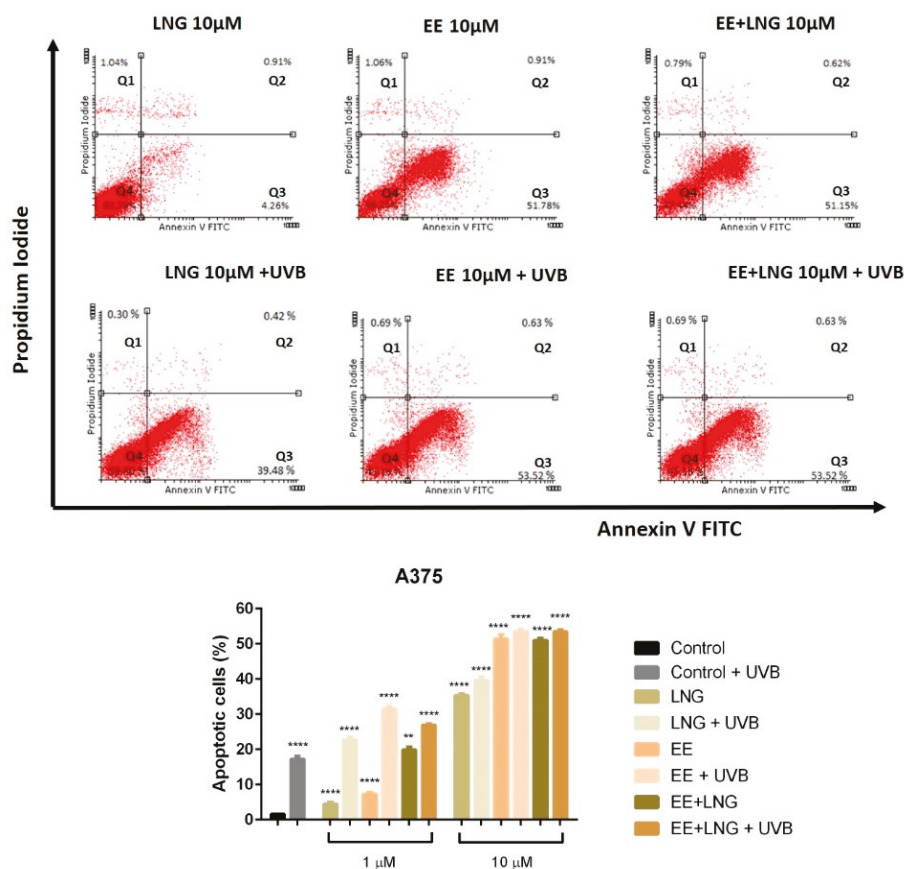 LNG 10µM EE 10µM EE+LNG 10µM
1.04% 0.91% 1.06% 0.91% 0.79% 0.62%
Q1 Q2 Q1 Q2 Q1 Q2
Propidium Iodide Propidium Iodide Propidium Iodide
Q4 Q3 Q4 Q3 Q4 Q3
4.26% 51.78% 51.15%
Annexin V FITC Annexin V FITC Annexin V FITC
LNG 10µM +UVB EE 10µM + UVB EE+LNG 10µM + UVB
0.30 % 0.42 % 0.69 % 0.63 % 0.69 % 0.63 %
Q1 Q2 Q1 Q2 Q1 Q2
Propidium Iodide Propidium Iodide Propidium Iodide
Q4 Q3 Q4 Q3 Q4 Q3
39.48 % 53.52 % 53.52 %
Annexin V FITC Annexin V FITC Annexin V FITC
Propidium Iodide
Annexin V FITC
A375
Apoptotic cells (%)
60
50
40
30
20
10
0
**** **** **** **** **** ** **** **** **** **** **** **** ****
1 µM 10 µM
Control
Control + UVB
LNG
LNG + UVB
EE
EE + UVB
EE+LNG
EE+LNG + UVB